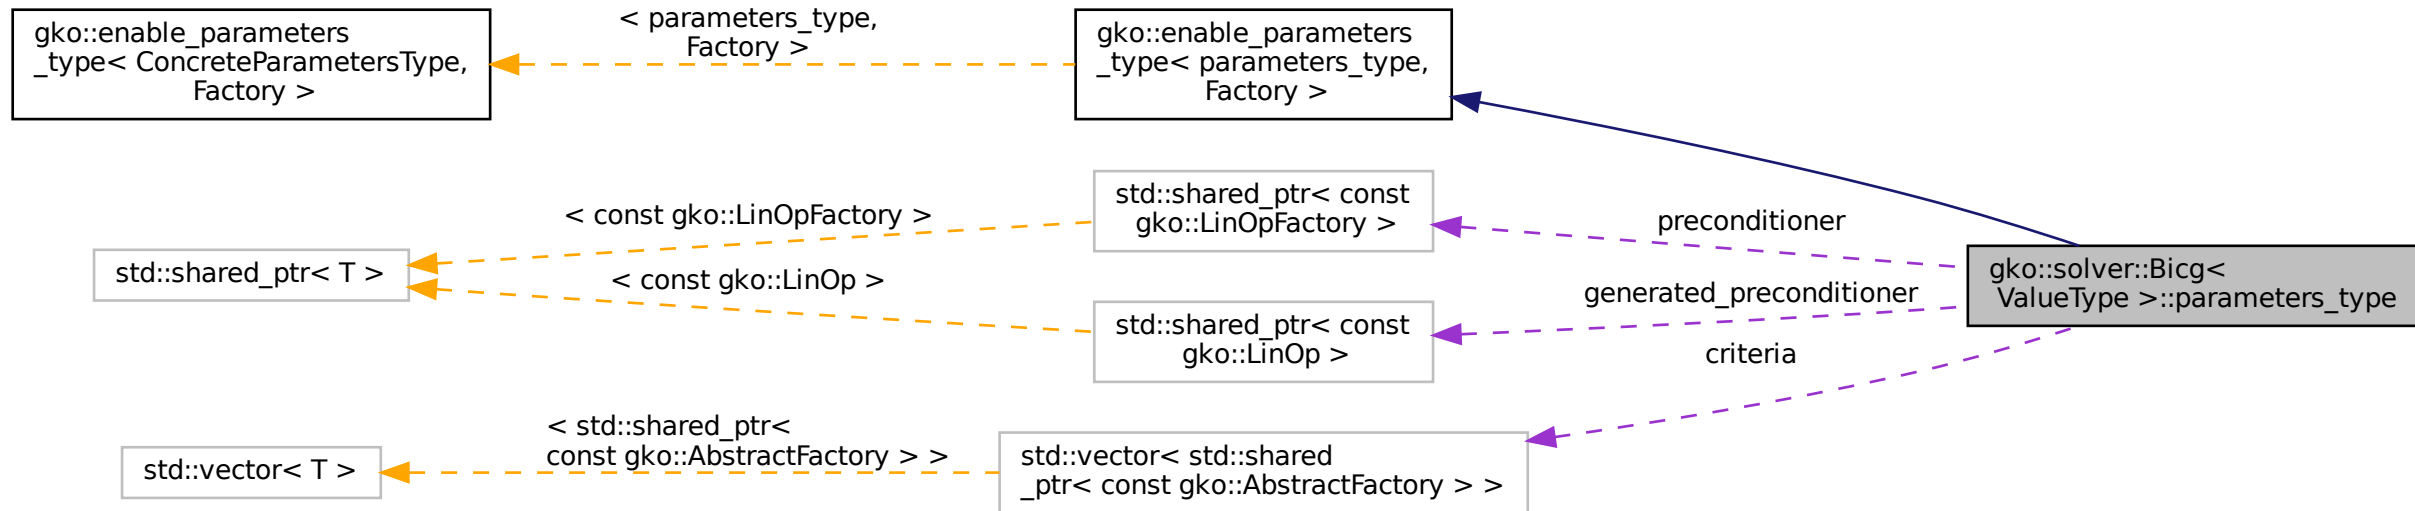 gko::enable_parameters
_type< ConcreteParametersType,
Factory >
< parameters_type,
Factory >
gko::enable_parameters
_type< parameters_type,
Factory >
std::shared_ptr< T >
< const gko::LinOpFactory >
< const gko::LinOp >
std::shared_ptr< const
gko::LinOpFactory >
std::shared_ptr< const
gko::LinOp >
preconditioner
generated_preconditioner
criteria
gko::solver::Bicg<
ValueType >::parameters_type
std::vector< T >
< std::shared_ptr<
const gko::AbstractFactory > >
std::vector< std::shared
_ptr< const gko::AbstractFactory > >